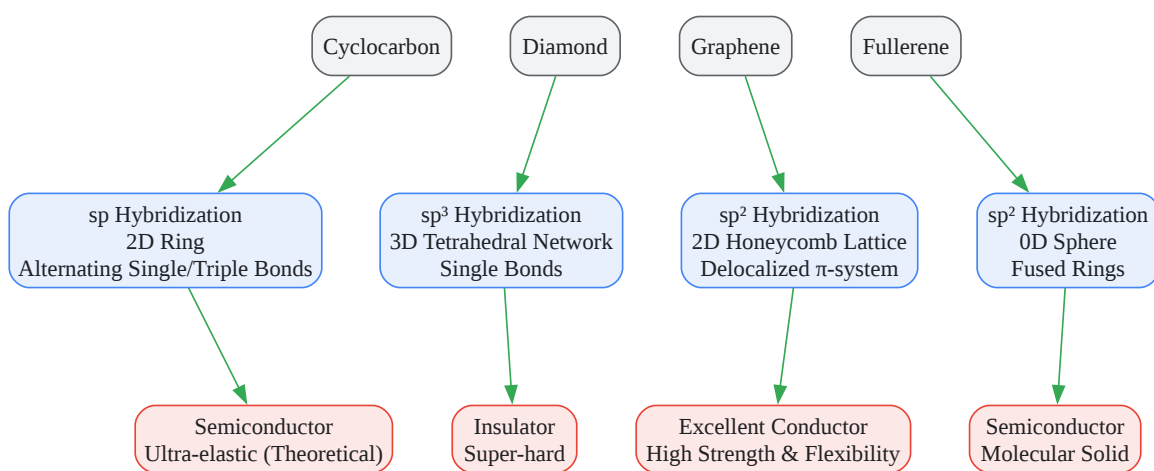 Cyclocarbon
Diamond
Graphene
Fullerene
sp Hybridization
2D Ring
Alternating Single/Triple Bonds
sp³ Hybridization
3D Tetrahedral Network
Single Bonds
sp² Hybridization
2D Honeycomb Lattice
Delocalized π-system
sp² Hybridization
0D Sphere
Fused Rings
Semiconductor
Ultra-elastic (Theoretical)
Insulator
Super-hard
Excellent Conductor
High Strength & Flexibility
Semiconductor
Molecular Solid